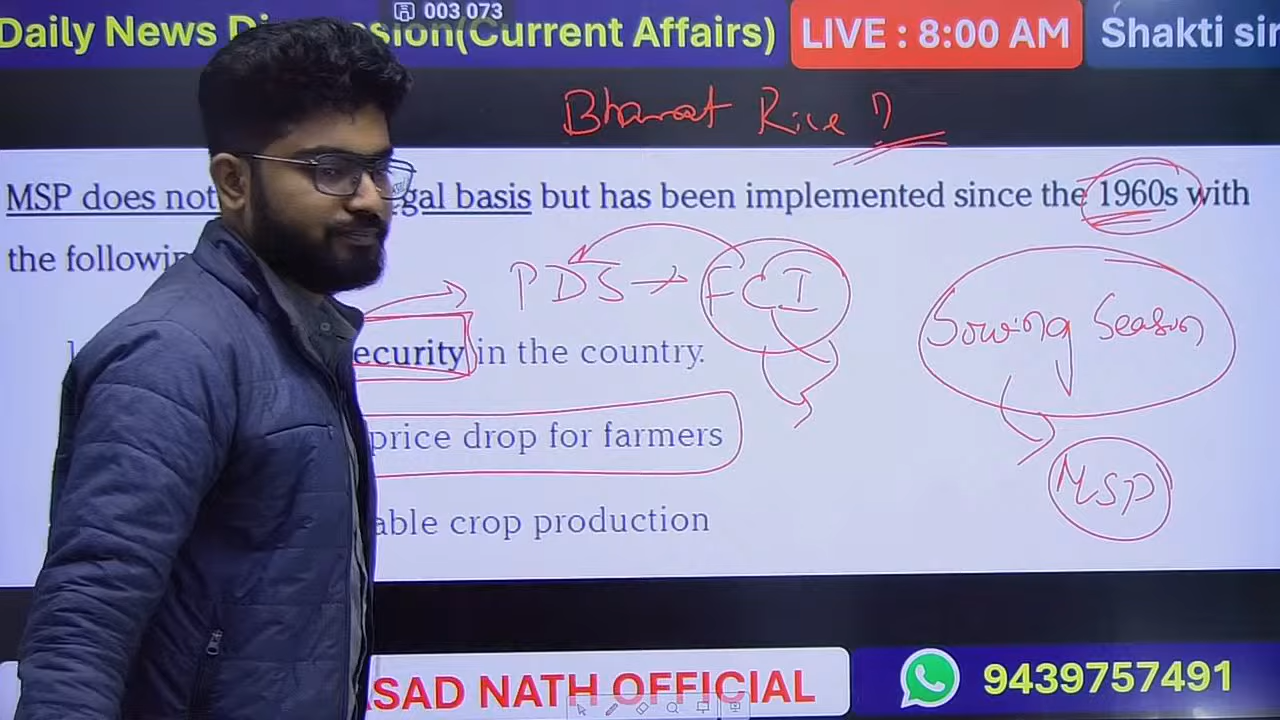 003 073
Daily News D ssion(Current Affairs) LIVE : 8:00 AM Shakti sir
Bharat Rice ?
MSP does not gal basis but has been implemented since the 1960s with
the followin
PDS → FCI
Sowing Season
ecurity in the country.
price drop for farmers
MSP
able crop production
SAD NATH OFFICIAL 9439757491